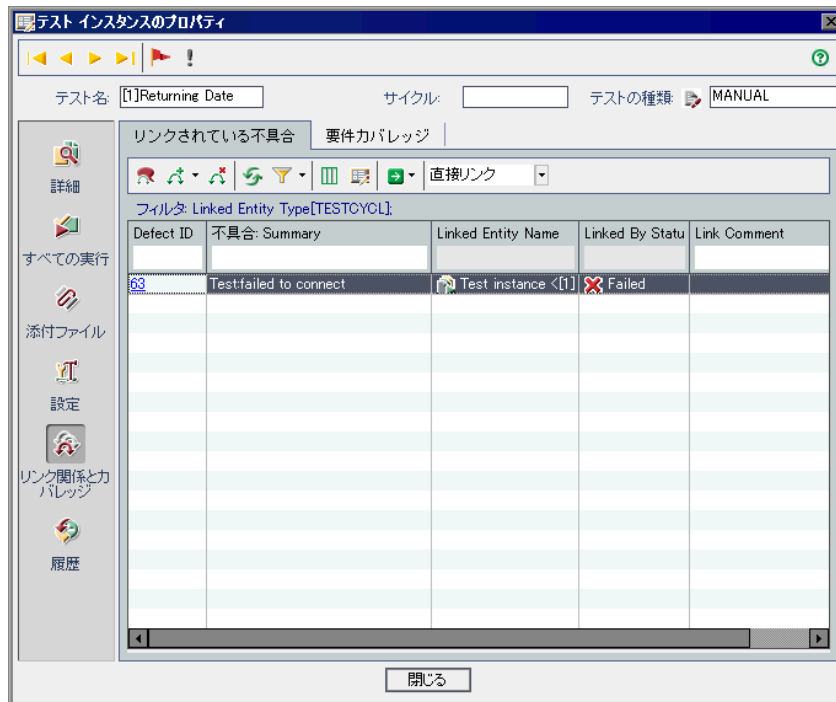 テスト インスタンスのプロパティ
テスト名: [1]Returning Date サイクル: テストの種類: MANUAL
詳細
すべての実行
添付ファイル
設定
リンク関係とカ
バレッジ
履歴
リンクされている不具合 要件カバレッジ
直接リンク
フィルタ: Linked Entity Type[TESTCYCL];
Defect ID 不具合: Summary Linked Entity Name Linked By Statu Link Comment
63 Test:failed to connect Test instance <[1] Failed
閉じる